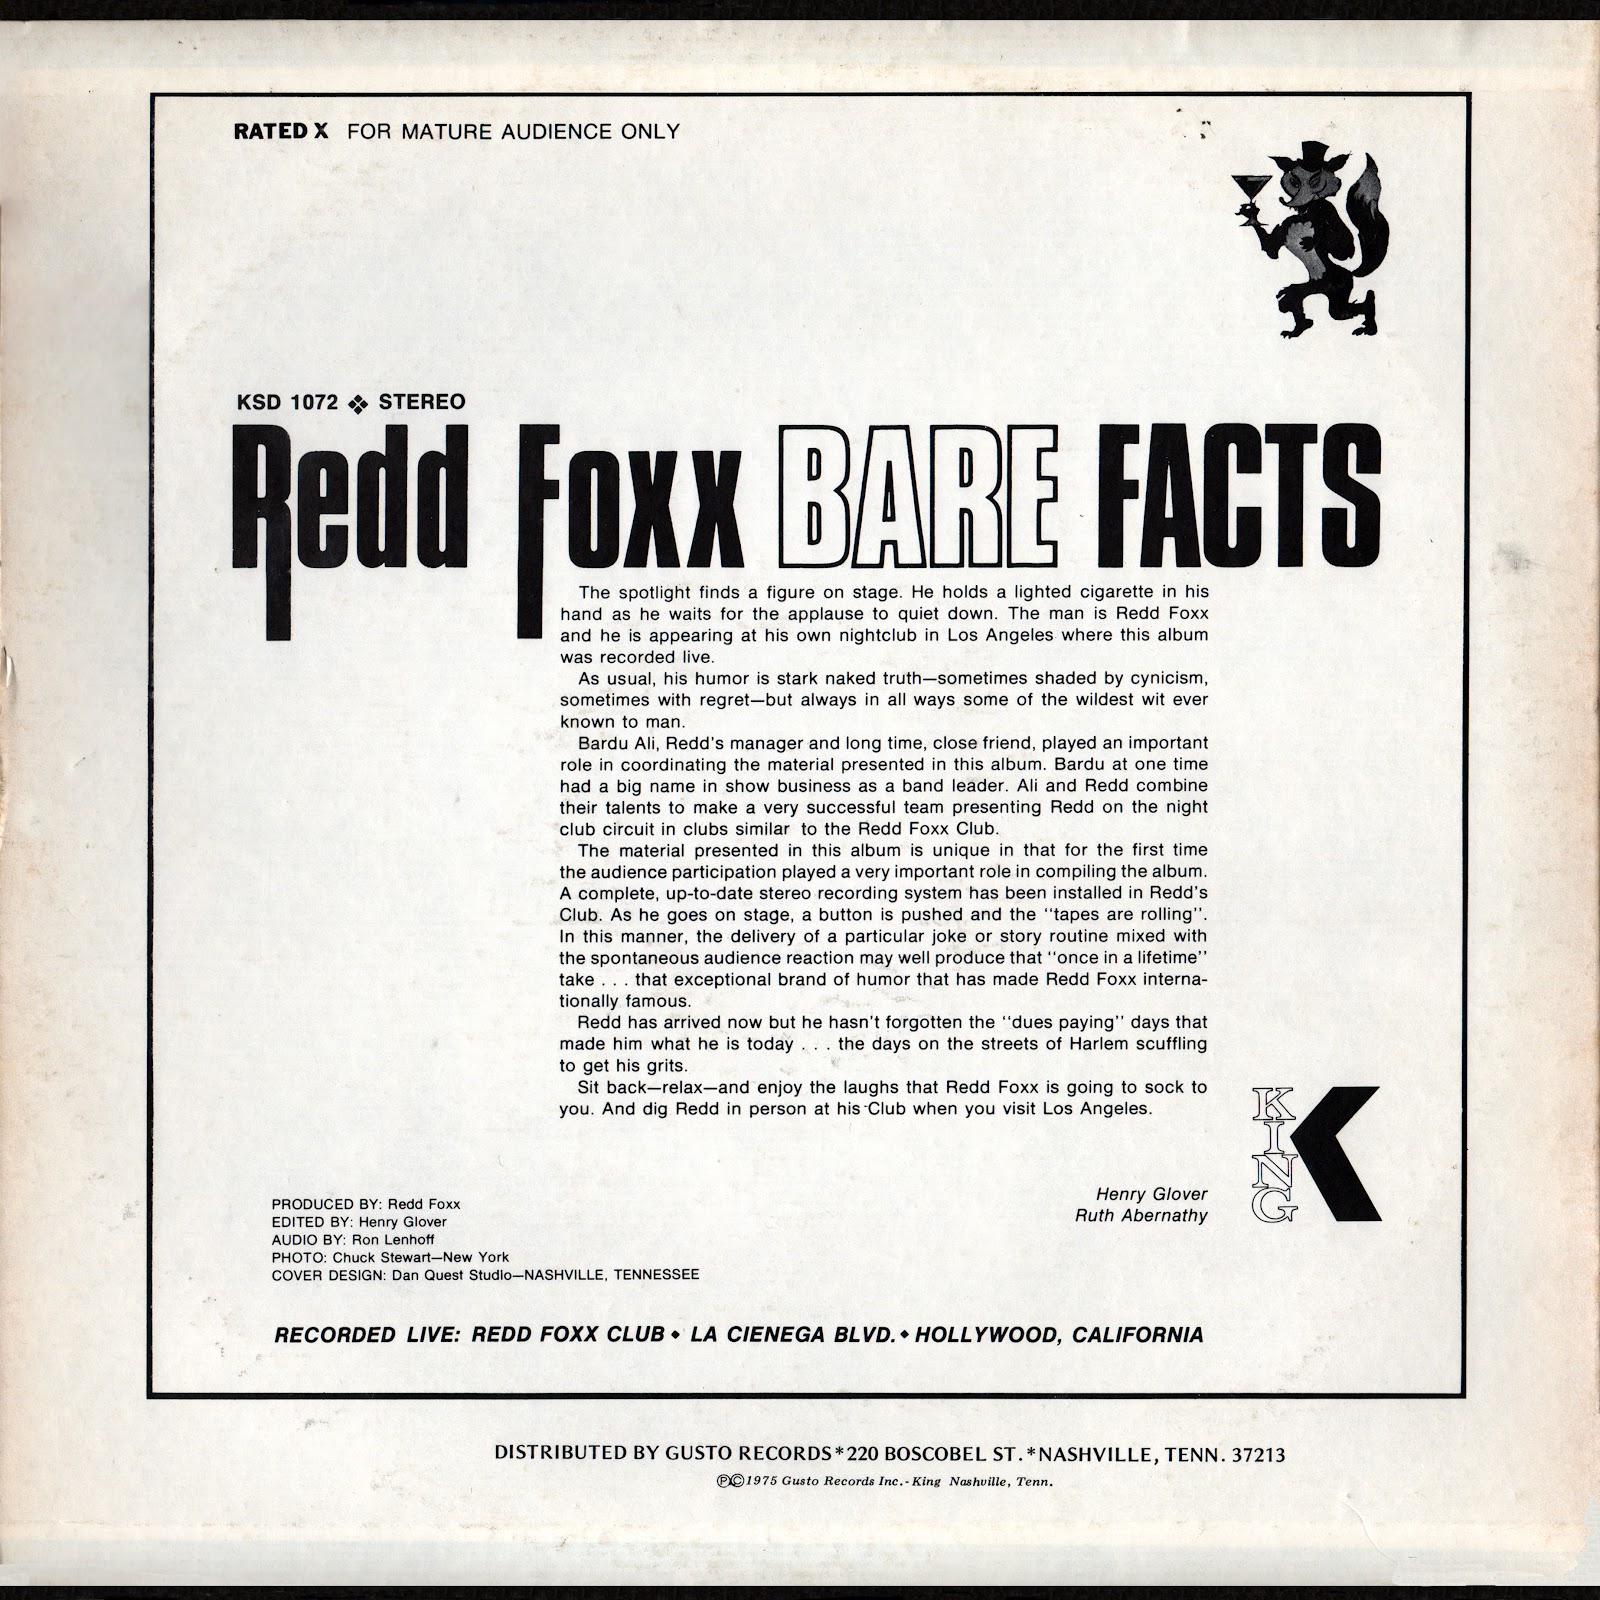 RATED X FOR MATURE AUDIENCE ONLY
KSD 1072 ❖ STEREO
Redd Foxx BARE FACTS
The spotlight finds a figure on stage. He holds a lighted cigarette in his
hand as he waits for the applause to quiet down. The man is Redd Foxx
and he is appearing at his own nightclub in Los Angeles where this album
was recorded live.
As usual, his humor is stark naked truth—sometimes shaded by cynicism,
sometimes with regret—but always in all ways some of the wildest wit ever
known to man.
Bardu Ali, Redd's manager and long time, close friend, played an important
role in coordinating the material presented in this album. Bardu at one time
had a big name in show business as a band leader. Ali and Redd combine
their talents to make a very successful team presenting Redd on the night
club circuit in clubs similar to the Redd Foxx Club.
The material presented in this album is unique in that for the first time
the audience participation played a very important role in compiling the album.
A complete, up-to-date stereo recording system has been installed in Redd's
Club. As he goes on stage, a button is pushed and the "tapes are rolling".
In this manner, the delivery of a particular joke or story routine mixed with
the spontaneous audience reaction may well produce that "once in a lifetime"
take . . . that exceptional brand of humor that has made Redd Foxx interna-
tionally famous.
Redd has arrived now but he hasn't forgotten the "dues paying" days that
made him what he is today . . . the days on the streets of Harlem scuffling
to get his grits.
Sit back—relax—and enjoy the laughs that Redd Foxx is going to sock to
you. And dig Redd in person at his Club when you visit Los Angeles.
Henry Glover
Ruth Abernathy
KING K
PRODUCED BY: Redd Foxx
EDITED BY: Henry Glover
AUDIO BY: Ron Lenhoff
PHOTO: Chuck Stewart—New York
COVER DESIGN: Dan Quest Studio—NASHVILLE, TENNESSEE
RECORDED LIVE: REDD FOXX CLUB • LA CIENEGA BLVD. • HOLLYWOOD, CALIFORNIA
DISTRIBUTED BY GUSTO RECORDS*220 BOSCOBEL ST.*NASHVILLE, TENN. 37213
℗©1975 Gusto Records Inc.-King Nashville, Tenn.